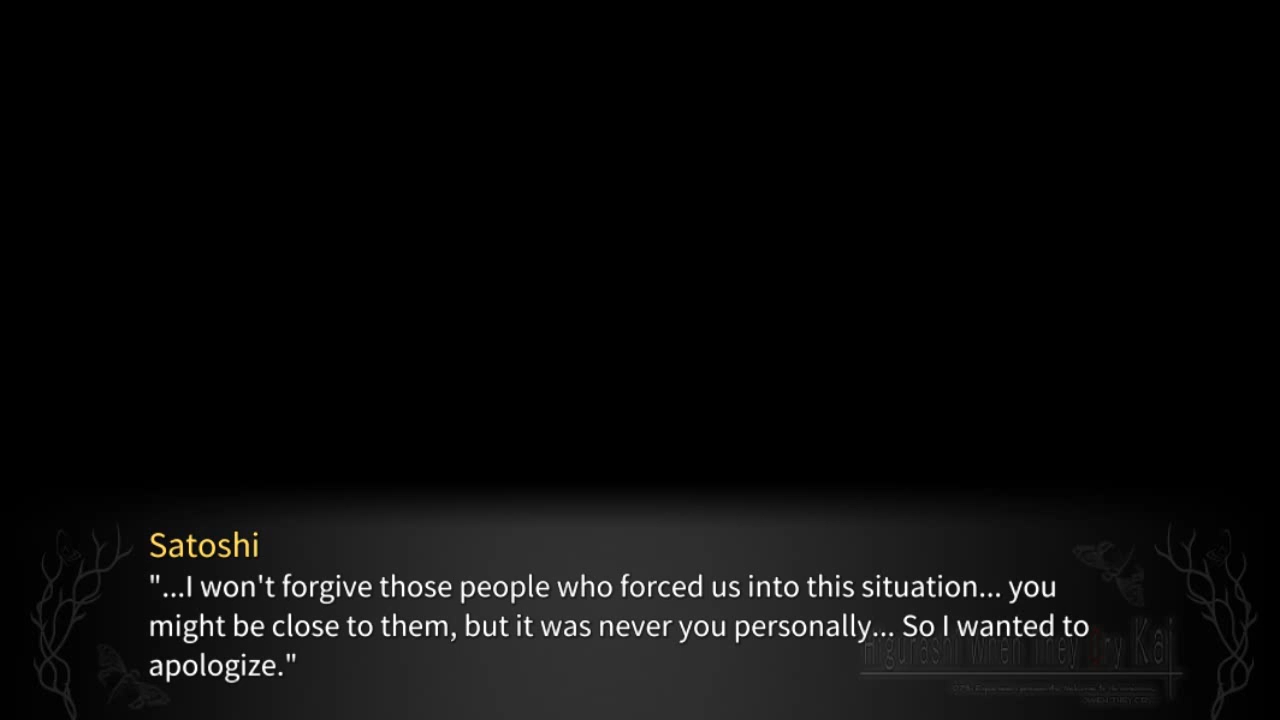 Satoshi
"...I won't forgive those people who forced us into this situation... you
might be close to them, but it was never you personally... So I wanted to
apologize."
Higurashi When They Cry Kai